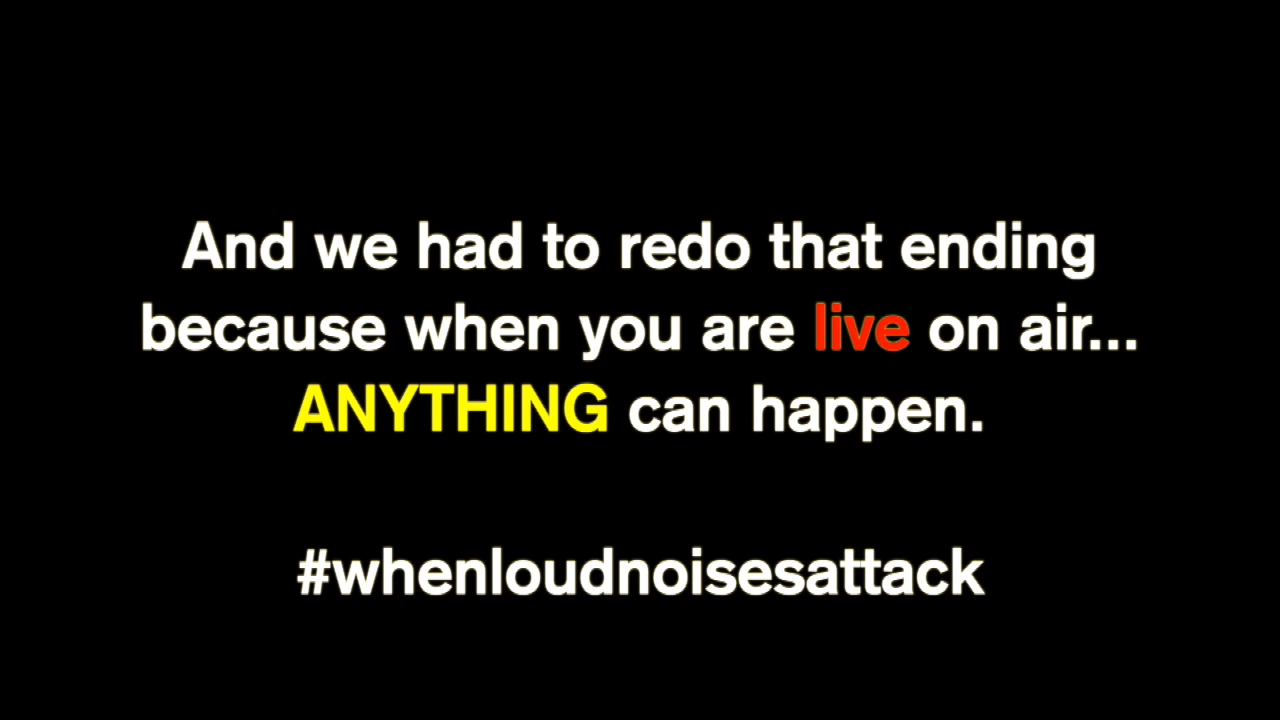 And we had to redo that ending
because when you are live on air...
ANYTHING can happen.
#whenloudnoisesattack